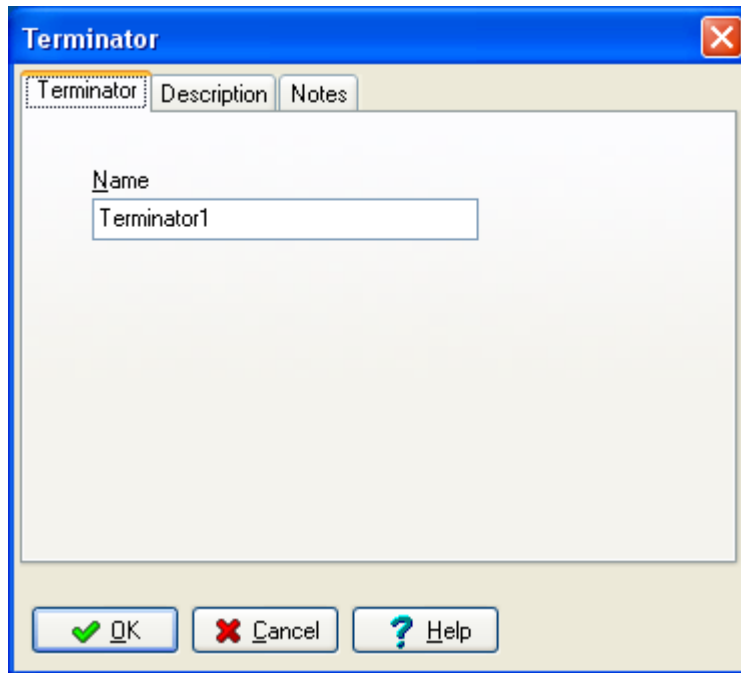 Terminator
Terminator Description Notes
Name
Terminator1
OK Cancel Help